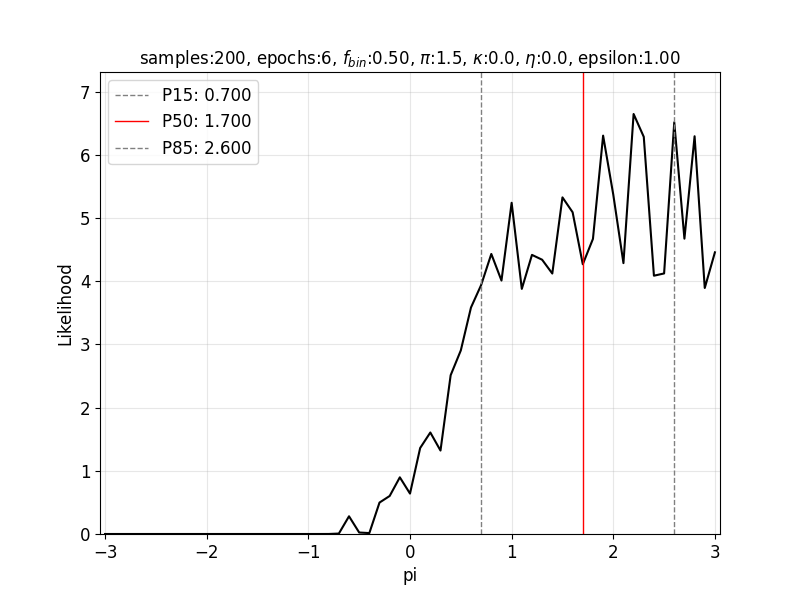 samples:200, epochs:6, f_bin:0.50, π:1.5, κ:0.0, η:0.0, epsilon:1.00
P15: 0.700
P50: 1.700
P85: 2.600
7
6
5
4
3
2
1
0
Likelihood
−3 −2 −1 0 1 2 3
pi